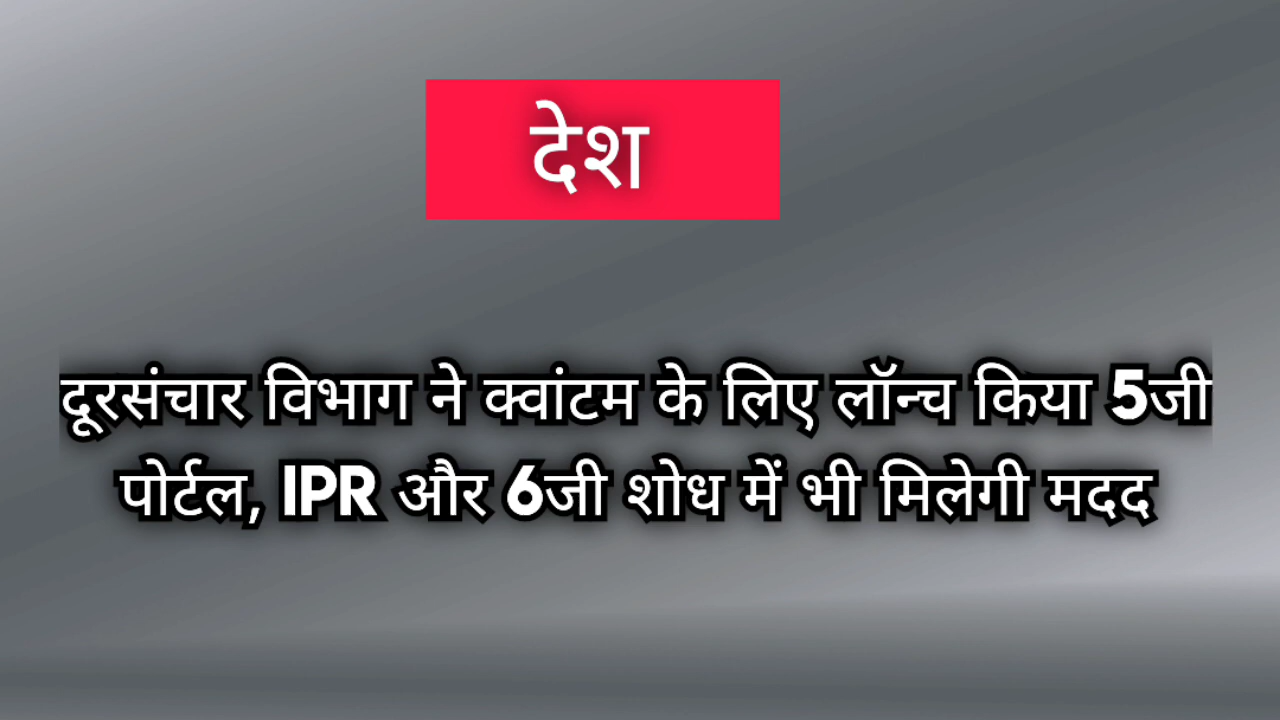 देश
दूरसंचार विभाग ने क्वांटम के लिए लॉन्च किया 5जी
पोर्टल, IPR और 6जी शोध में भी मिलेगी मदद